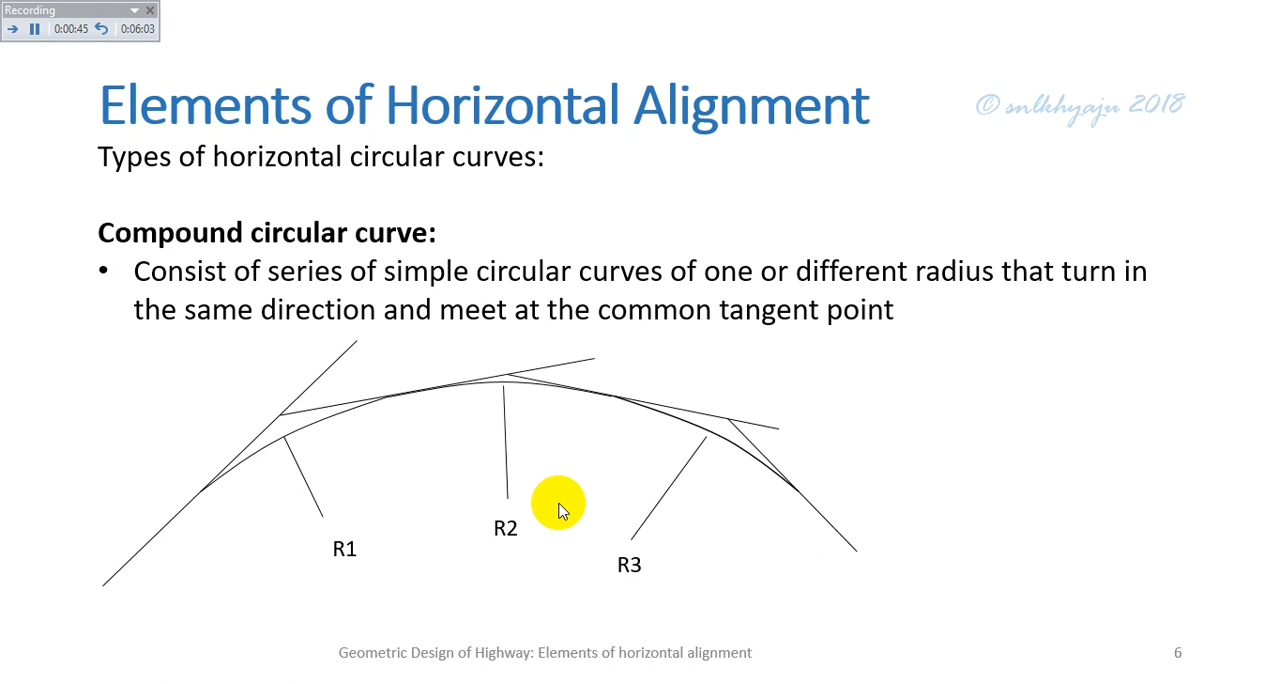 Recording
0:00:45 0:06:03
Elements of Horizontal Alignment
© snlkhyaju 2018
Types of horizontal circular curves:
Compound circular curve:
• Consist of series of simple circular curves of one or different radius that turn in
the same direction and meet at the common tangent point
R1
R2
R3
Geometric Design of Highway: Elements of horizontal alignment
6